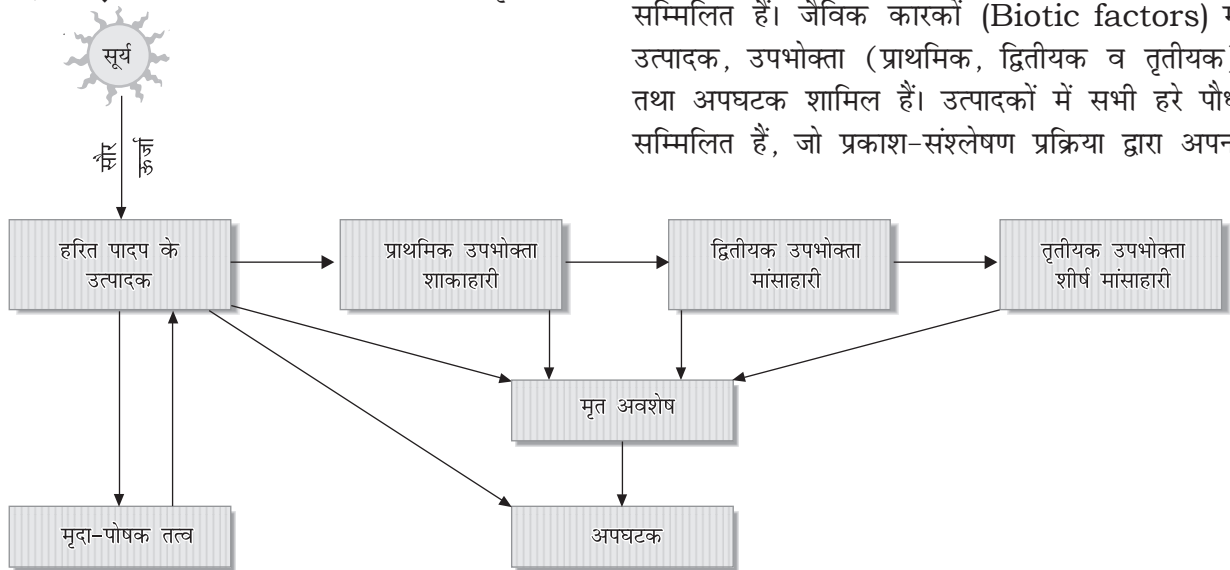 सम्मिलित हैं। जैविक कारकों (Biotic factors)
उत्पादक, उपभोक्ता (प्राथमिक, द्वितीयक व तृतीयक)
तथा अपघटक शामिल हैं। उत्पादकों में सभी हरे
सम्मिलित हैं, जो प्रकाश-संश्लेषण प्रक्रिया द्वारा
सूर्य
सौर
ऊर्जा
हरित पादप के
उत्पादक
प्राथमिक उपभोक्ता
शाकाहारी
द्वितीयक उपभोक्ता
मांसाहारी
तृतीयक उपभोक्ता
शीर्ष मांसाहारी
मृत अवशेष
मृदा-पोषक तत्व
अपघटक